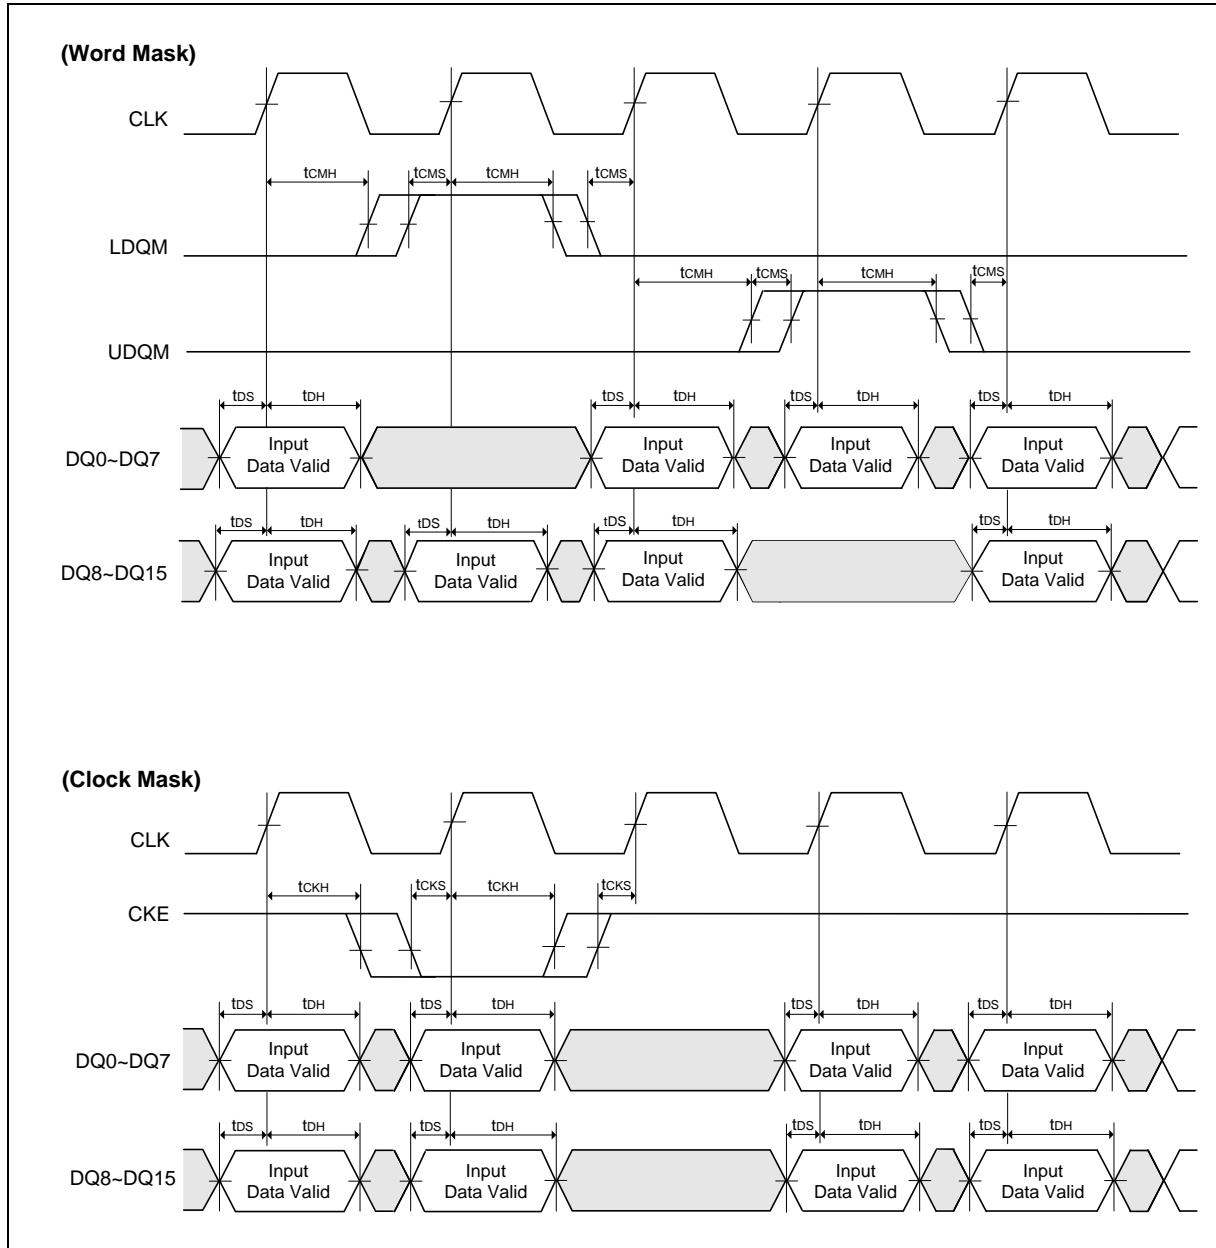 (Word Mask)
CLK
tCMH tCMS tCMH tCMS
LDQM
tCMH tCMS tCMH tCMS
UDQM
tDS tDH tDS tDH tDS tDH tDS tDH
DQ0~DQ7
Input Data Valid
Input Data Valid
Input Data Valid
Input Data Valid
tDS tDH tDS tDH tDS tDH tDS tDH
DQ8~DQ15
Input Data Valid
Input Data Valid
Input Data Valid
Input Data Valid
(Clock Mask)
CLK
tCKH tCKS tCKH tCKS
CKE
tDS tDH tDS tDH tDS tDH tDS tDH
DQ0~DQ7
Input Data Valid
Input Data Valid
Input Data Valid
Input Data Valid
tDS tDH tDS tDH tDS tDH tDS tDH
DQ8~DQ15
Input Data Valid
Input Data Valid
Input Data Valid
Input Data Valid